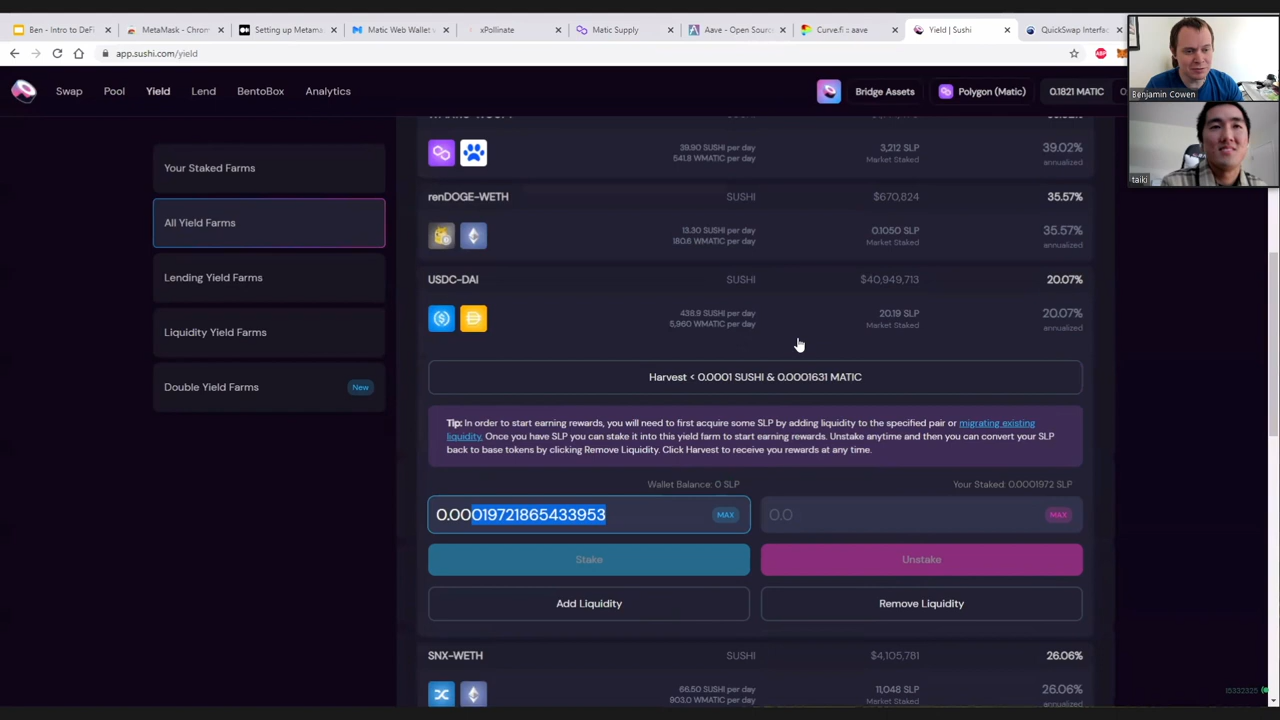 Ben - Intro to DeFi
MetaMask - Chrom
Setting up Metama
Matic Web Wallet
xPollinate
Matic Supply
Aave - Open Sourc
Curve.fi :: aave
Yield | Sushi
QuickSwap Interfac
app.sushi.com/yield
Swap
Pool
Yield
Lend
BentoBox
Analytics
Bridge Assets
Polygon (Matic)
0.1821 MATIC
Benjamin Cowen
taiki
Your Staked Farms
All Yield Farms
Lending Yield Farms
Liquidity Yield Farms
Double Yield Farms
New
39.90 SUSHI per day
541.8 WMATIC per day
3,212 SLP
Market Staked
39.02%
annualized
renDOGE-WETH
SUSHI
$670,824
35.57%
13.30 SUSHI per day
180.6 WMATIC per day
0.1050 SLP
Market Staked
35.57%
annualized
USDC-DAI
SUSHI
$40,949,713
20.07%
438.9 SUSHI per day
5,960 WMATIC per day
20.19 SLP
Market Staked
20.07%
annualized
Harvest < 0.0001 SUSHI & 0.0001631 MATIC
Tip: In order to start earning rewards, you will need to first acquire some SLP by adding liquidity to the specified pair or migrating existing
liquidity. Once you have SLP you can stake it into this yield farm to start earning rewards. Unstake anytime and then you can convert your SLP
back to base tokens by clicking Remove Liquidity. Click Harvest to receive you rewards at any time.
Wallet Balance: 0 SLP
Your Staked: 0.0001972 SLP
0.00019721865433953
MAX
0.0
MAX
Stake
Unstake
Add Liquidity
Remove Liquidity
SNX-WETH
SUSHI
$4,105,781
26.06%
66.50 SUSHI per day
903.0 WMATIC per day
11,048 SLP
Market Staked
26.06%
annualized
15332325